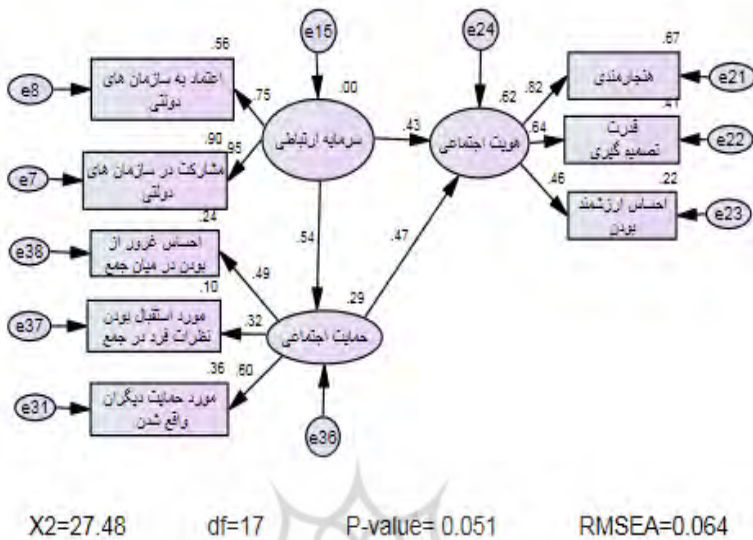 e15
e24
.56
.67
e8
اعتماد به سازمان های
دولتی
.75
.00
.62
.82
هنجارمندی
e21
.41
.90
.95
سرمایه ارتباطی
.43
هویت اجتماعی
.64
قدرت
تصمیم گیری
e22
e7
مشارکت در سازمان های
دولتی
.46
.22
.24
احساس ارزشمند
بودن
e23
e38
احساس غرور از
بودن در میان جمع
.54
.47
.49
.10
.29
e37
مورد استقبال بودن
نظرات فرد در جمع
.32
حمایت اجتماعی
.36
.60
e31
مورد حمایت دیگران
واقع شدن
e36
X2=27.48 df=17 P-value= 0.051 RMSEA=0.064